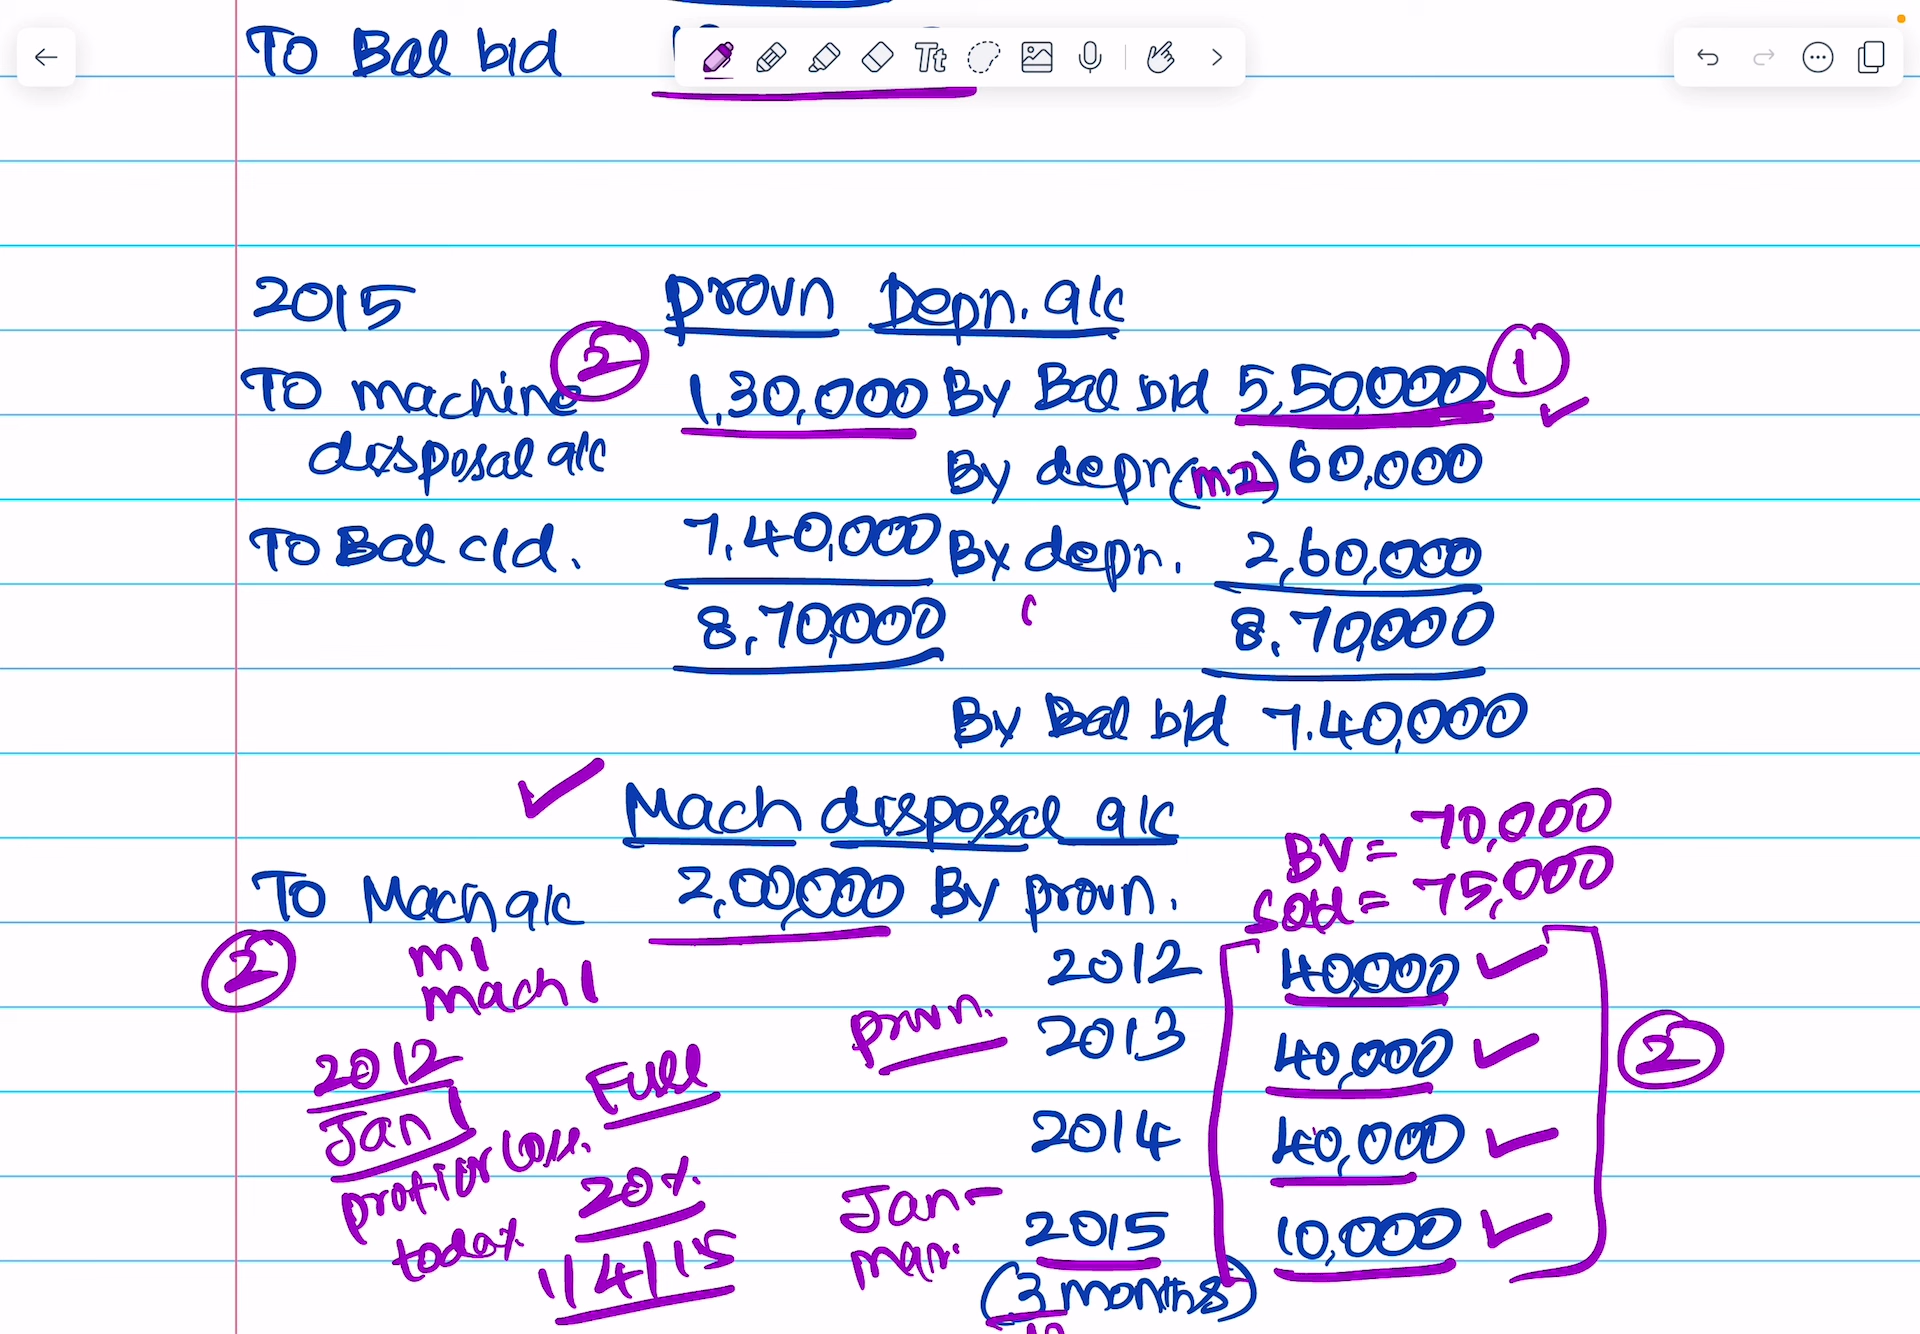 To Bal b/d
Tt
2015 Provn Depn. a/c
To machine ② 1,30,000 By Bal b/d 5,50,000 ① ✓
disposal a/c By depr (m2) 60,000
To Bal c/d. 7,40,000 By depn. 2,60,000
8,70,000 ( 8,70,000
By Bal b/d 7.40,000
✓ Mach disposal a/c
BV = 70,000
Sold = 75,000
To Mach a/c 2,00,000 By provn.
② m1 2012 40,000 ✓
mach 1
provn. 2013 40,000 ✓ ②
2012 Full
Jan 1 2014 40,000 ✓
profit or loss.
20%
today Jan- 2015 10,000 ✓
1/4/15 mar. (3 months)